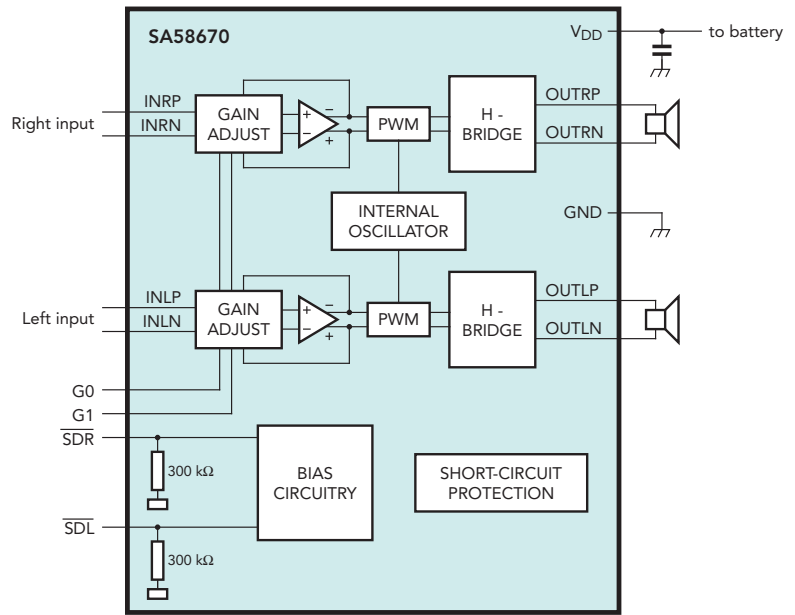 SA58670
VDD
to battery
Right input
INRP
INRN
GAIN
ADJUST
+
−
−
+
PWM
H -
BRIDGE
OUTRP
OUTRN
INTERNAL
OSCILLATOR
GND
Left input
INLP
INLN
GAIN
ADJUST
+
−
−
+
PWM
H -
BRIDGE
OUTLP
OUTLN
G0
G1
SDR
300 kΩ
BIAS
CIRCUITRY
SHORT-CIRCUIT
PROTECTION
SDL
300 kΩ